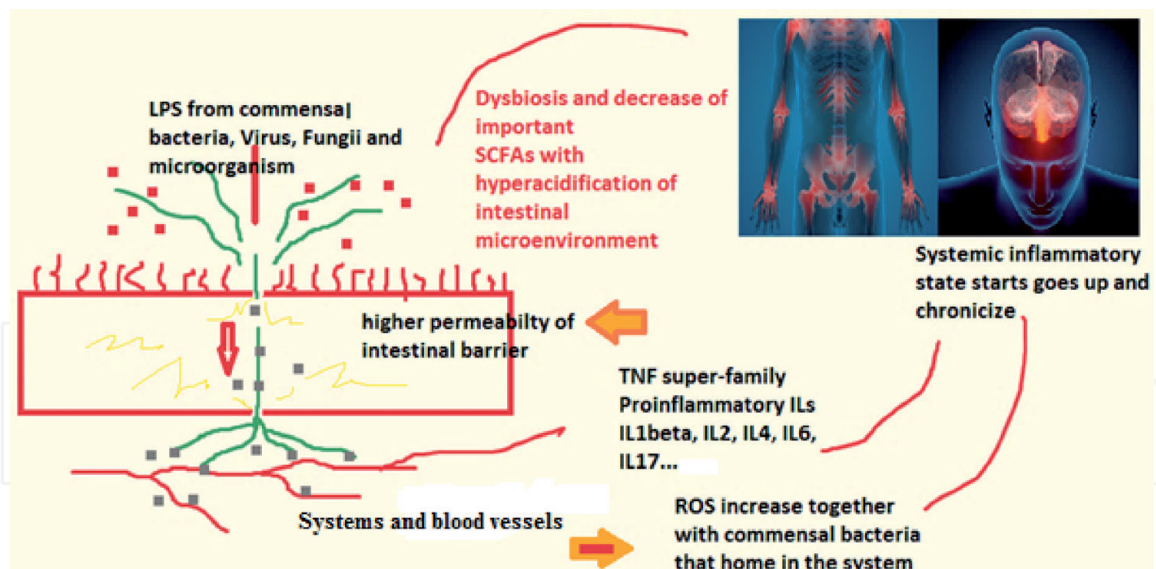 LPS from commensal
bacteria, Virus, Fungii and
microorganism
Dysbiosis and decrease of
important
SCFAs with
hyperacidification of
intestinal
microenvironment
Systemic inflammatory
state starts goes up and
chronicize
higher permeabilty of
intestinal barrier
TNF super-family
Proinflammatory ILs
IL1beta, IL2, IL4, IL6,
IL17...
Systems and blood vessels
ROS increase together
with commensal bacteria
that home in the system